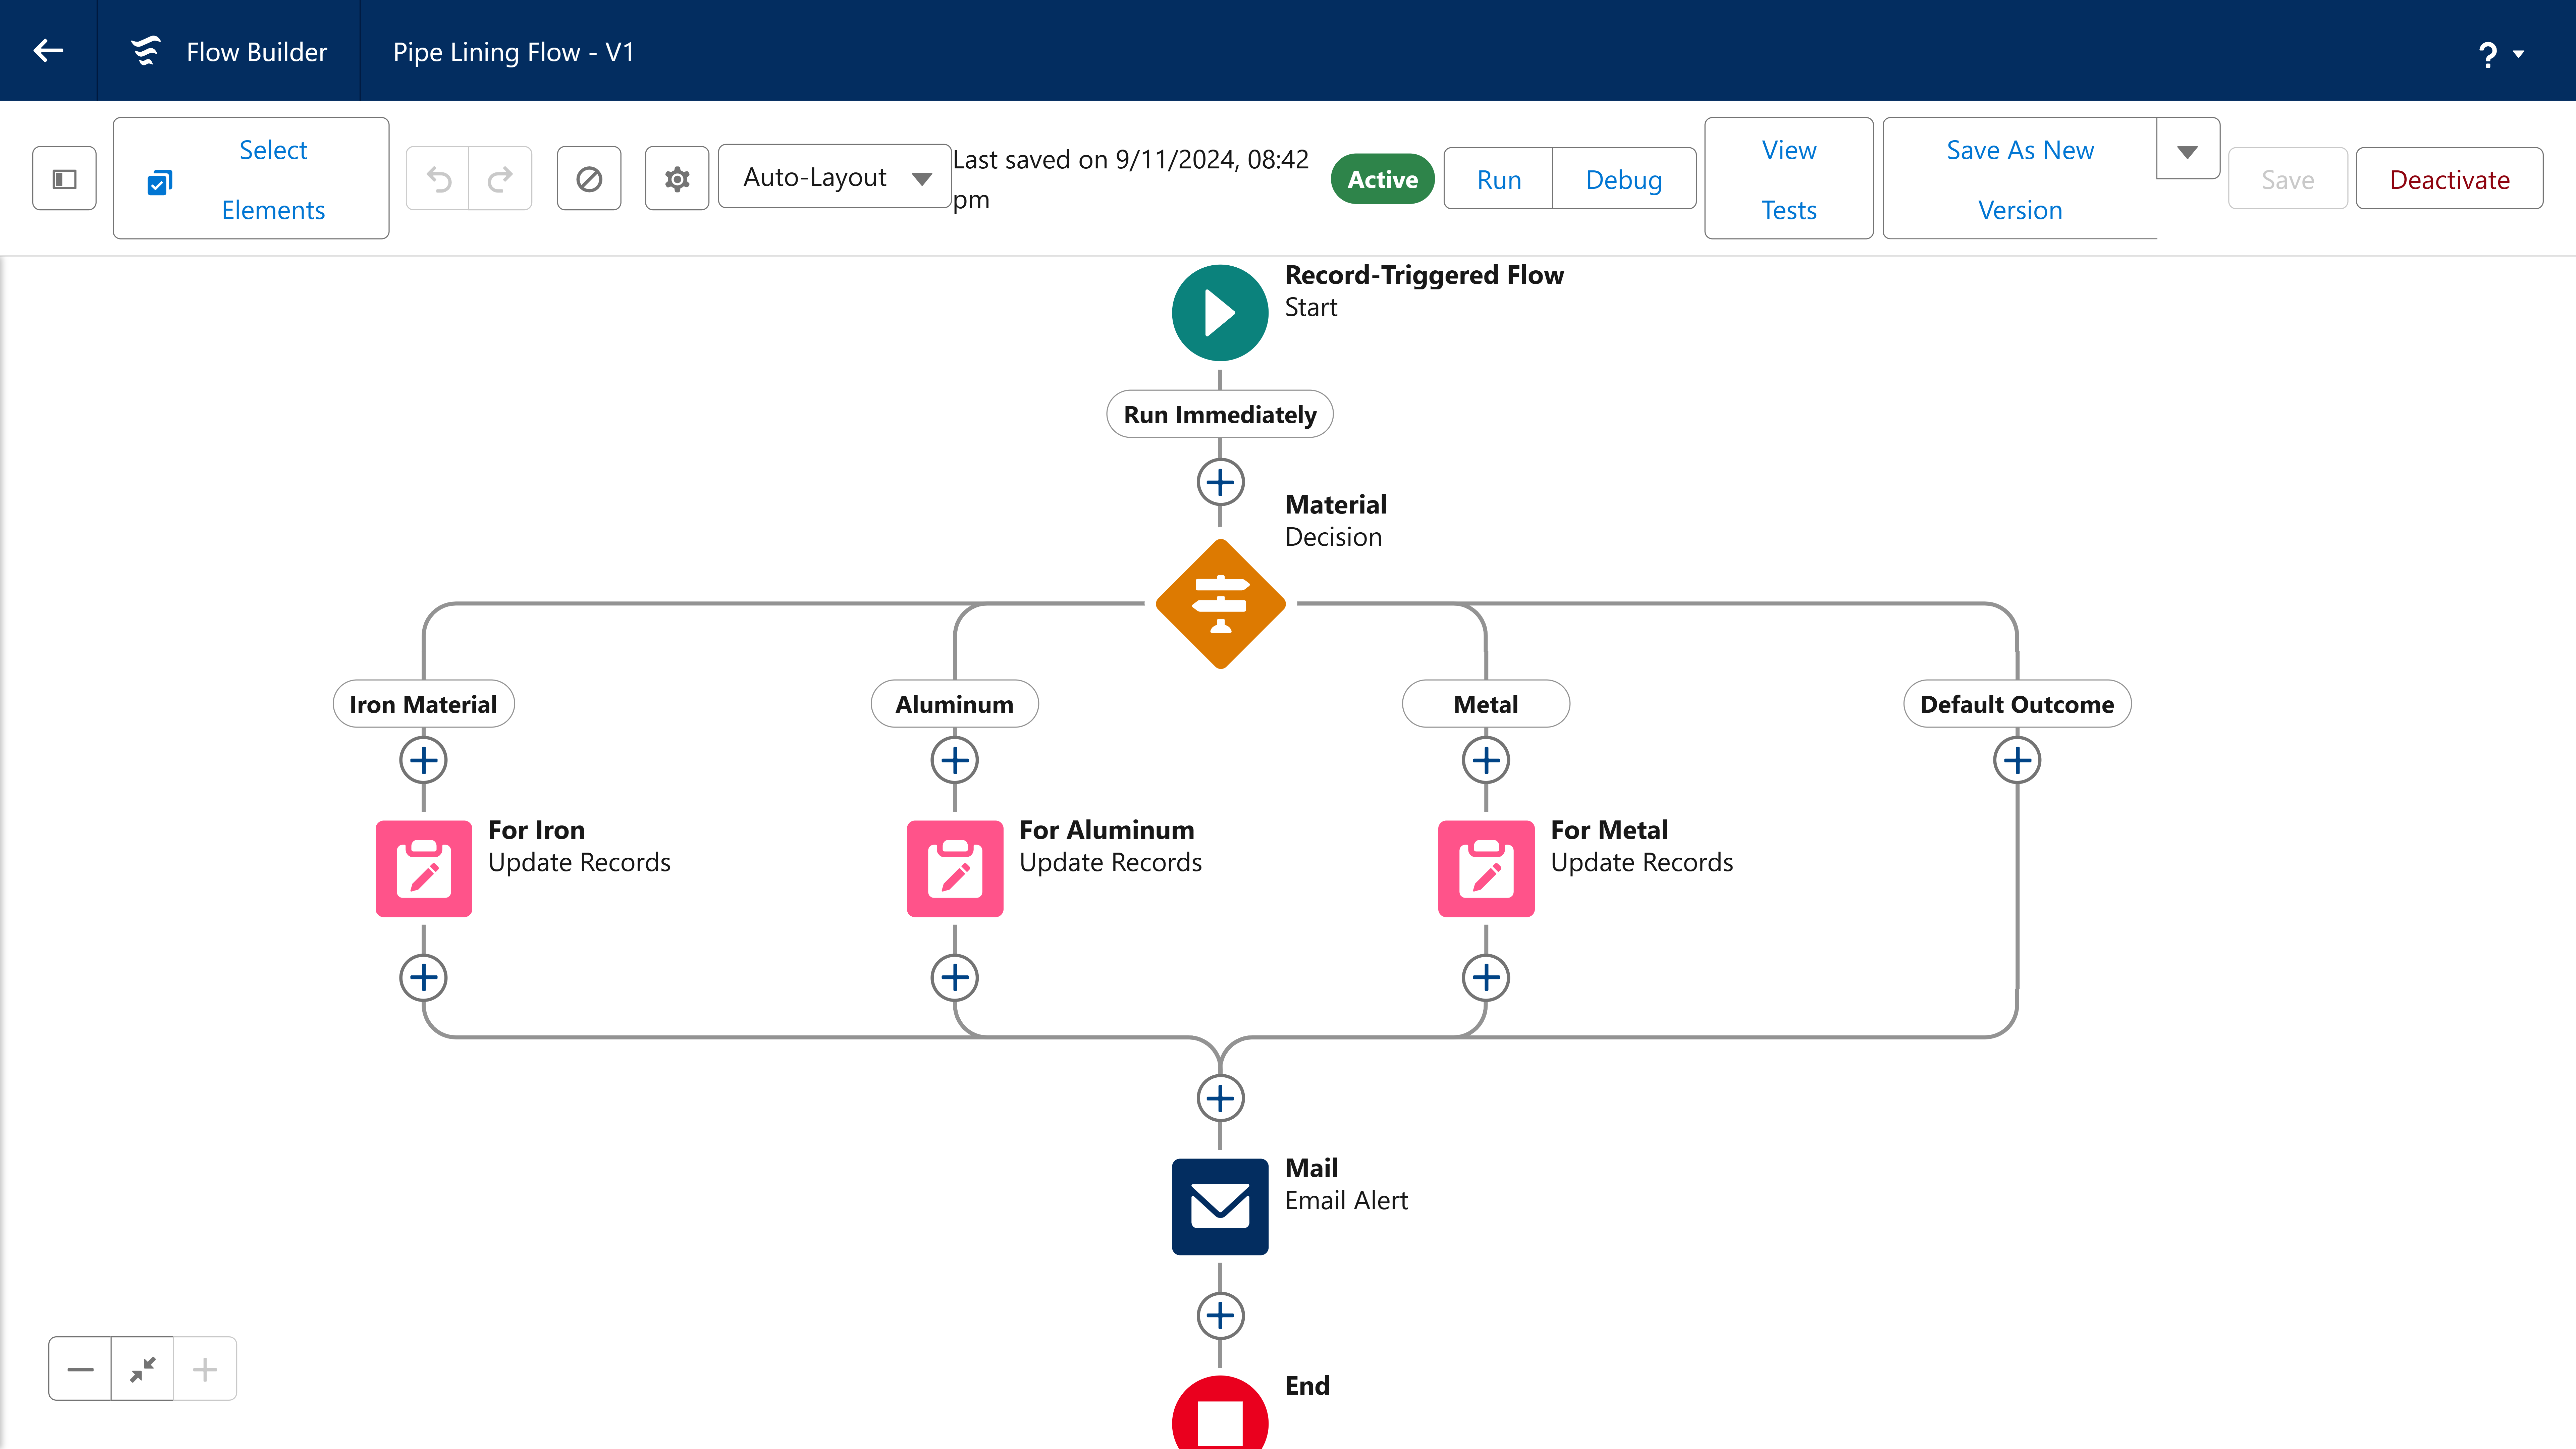 Flow Builder
Pipe Lining Flow - V1
?
Select
Elements
Auto-Layout
Last saved on 9/11/2024, 08:42
pm
Active
Run
Debug
View
Tests
Save As New
Version
Save
Deactivate
Record-Triggered Flow
Start
Run Immediately
Material
Decision
Iron Material
Aluminum
Metal
Default Outcome
For Iron
Update Records
For Aluminum
Update Records
For Metal
Update Records
Mail
Email Alert
End